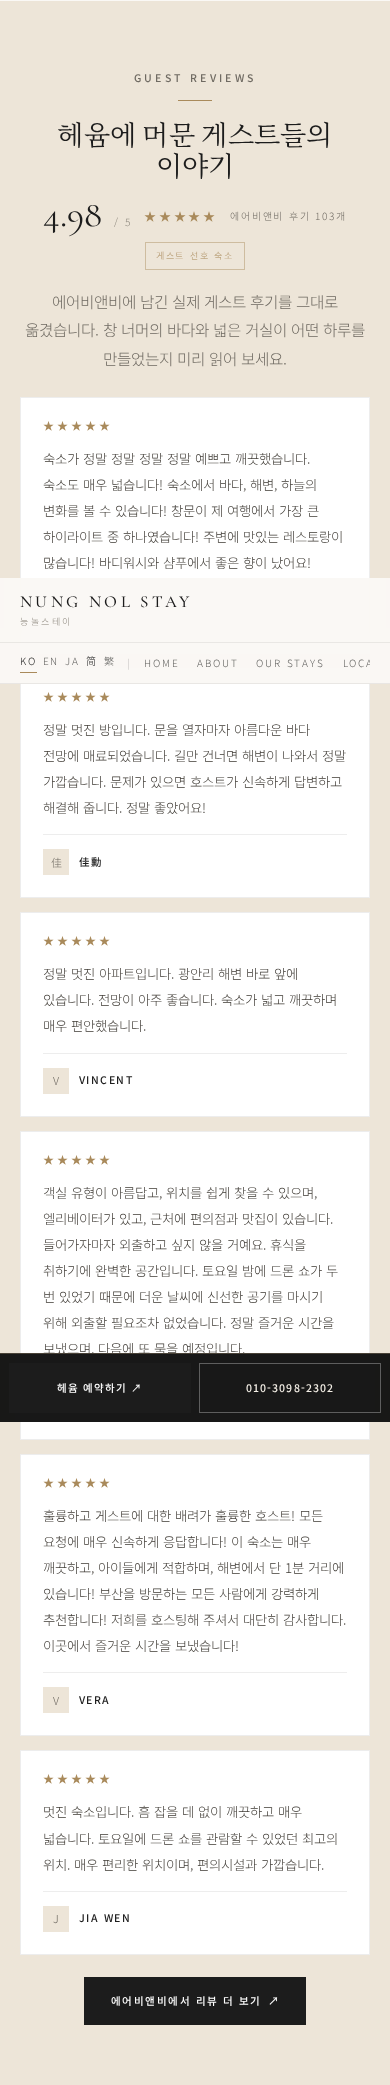 GUEST REVIEWS
헤윰에 머문 게스트들의
이야기
4.98 / 5 ★★★★★ 에어비앤비 후기 103개
게스트 선호 숙소
에어비앤비에 남긴 실제 게스트 후기를 그대로
옮겼습니다. 창 너머의 바다와 넓은 거실이 어떤 하루를
만들었는지 미리 읽어 보세요.
★★★★★
숙소가 정말 정말 정말 정말 예쁘고 깨끗했습니다.
숙소도 매우 넓습니다! 숙소에서 바다, 해변, 하늘의
변화를 볼 수 있습니다! 창문이 제 여행에서 가장 큰
하이라이트 중 하나였습니다! 주변에 맛있는 레스토랑이
많습니다! 바디워시와 샴푸에서 좋은 향이 났어요!
NUNG NOL STAY
능놀스테이
KO EN JA 简 繁 | HOME ABOUT OUR STAYS LOCA
★★★★★
정말 멋진 방입니다. 문을 열자마자 아름다운 바다
전망에 매료되었습니다. 길만 건너면 해변이 나와서 정말
가깝습니다. 문제가 있으면 호스트가 신속하게 답변하고
해결해 줍니다. 정말 좋았어요!
佳 佳勳
★★★★★
정말 멋진 아파트입니다. 광안리 해변 바로 앞에
있습니다. 전망이 아주 좋습니다. 숙소가 넓고 깨끗하며
매우 편안했습니다.
V VINCENT
★★★★★
객실 유형이 아름답고, 위치를 쉽게 찾을 수 있으며,
엘리베이터가 있고, 근처에 편의점과 맛집이 있습니다.
들어가자마자 외출하고 싶지 않을 거예요. 휴식을
취하기에 완벽한 공간입니다. 토요일 밤에 드론 쇼가 두
번 있었기 때문에 더운 날씨에 신선한 공기를 마시기
위해 외출할 필요조차 없었습니다. 정말 즐거운 시간을
보냈으며, 다음에 또 묵을 예정입니다.
헤윰 예약하기 ↗
010-3098-2302
★★★★★
훌륭하고 게스트에 대한 배려가 훌륭한 호스트! 모든
요청에 매우 신속하게 응답합니다! 이 숙소는 매우
깨끗하고, 아이들에게 적합하며, 해변에서 단 1분 거리에
있습니다! 부산을 방문하는 모든 사람에게 강력하게
추천합니다! 저희를 호스팅해 주셔서 대단히 감사합니다.
이곳에서 즐거운 시간을 보냈습니다!
V VERA
★★★★★
멋진 숙소입니다. 흠 잡을 데 없이 깨끗하고 매우
넓습니다. 토요일에 드론 쇼를 관람할 수 있었던 최고의
위치. 매우 편리한 위치이며, 편의시설과 가깝습니다.
J JIA WEN
에어비앤비에서 리뷰 더 보기 ↗